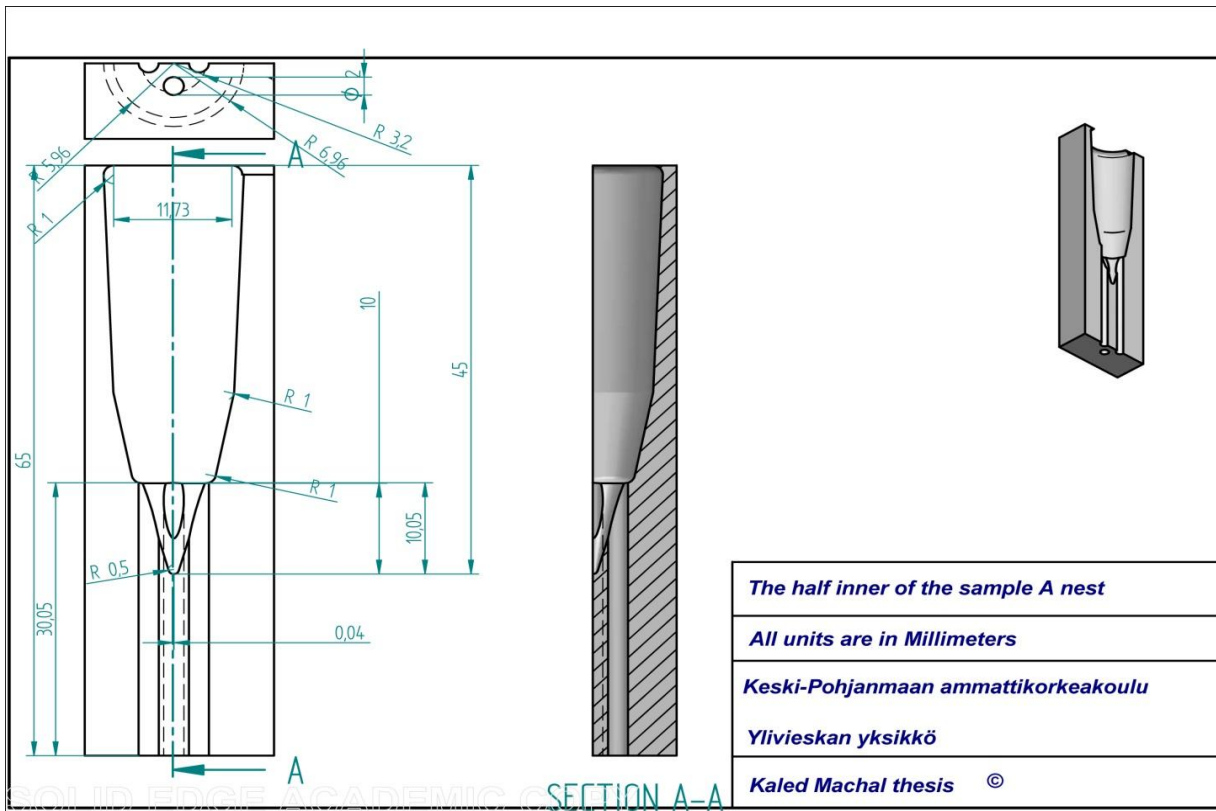 2
Φ
R 3,2
R 6,96
R 5,96
A
R 1
11,73
10
45
R 1
65
R 1
10,05
R 0,5
30,05
0,04
A
SECTION A-A
SOLID EDGE ACADEMIC COPY
The half inner of the sample A nest
All units are in Millimeters
Keski-Pohjanmaan ammattikorkeakoulu
Ylivieskan yksikkö
Kaled Machal thesis ©